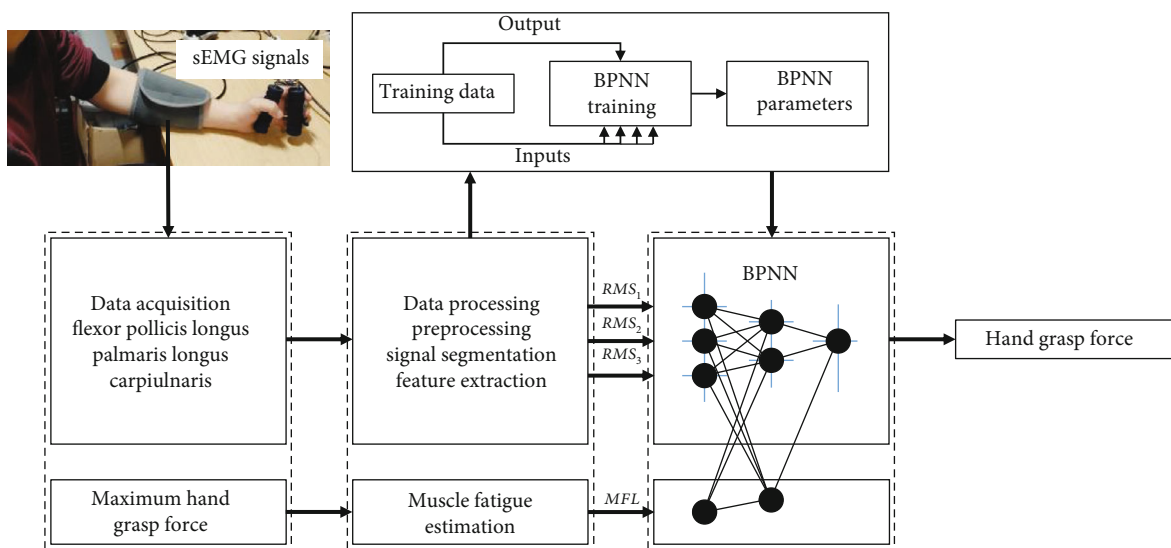 sEMG signals
Output
Training data
BPNN
training
BPNN
parameters
Inputs
Data acquisition
flexor pollicis longus
palmaris longus
carpiulnaris
Data processing
preprocessing
signal segmentation
feature extraction
RMS₁
RMS₂
RMS₃
BPNN
Hand grasp force
Maximum hand
grasp force
Muscle fatigue
estimation
MFL